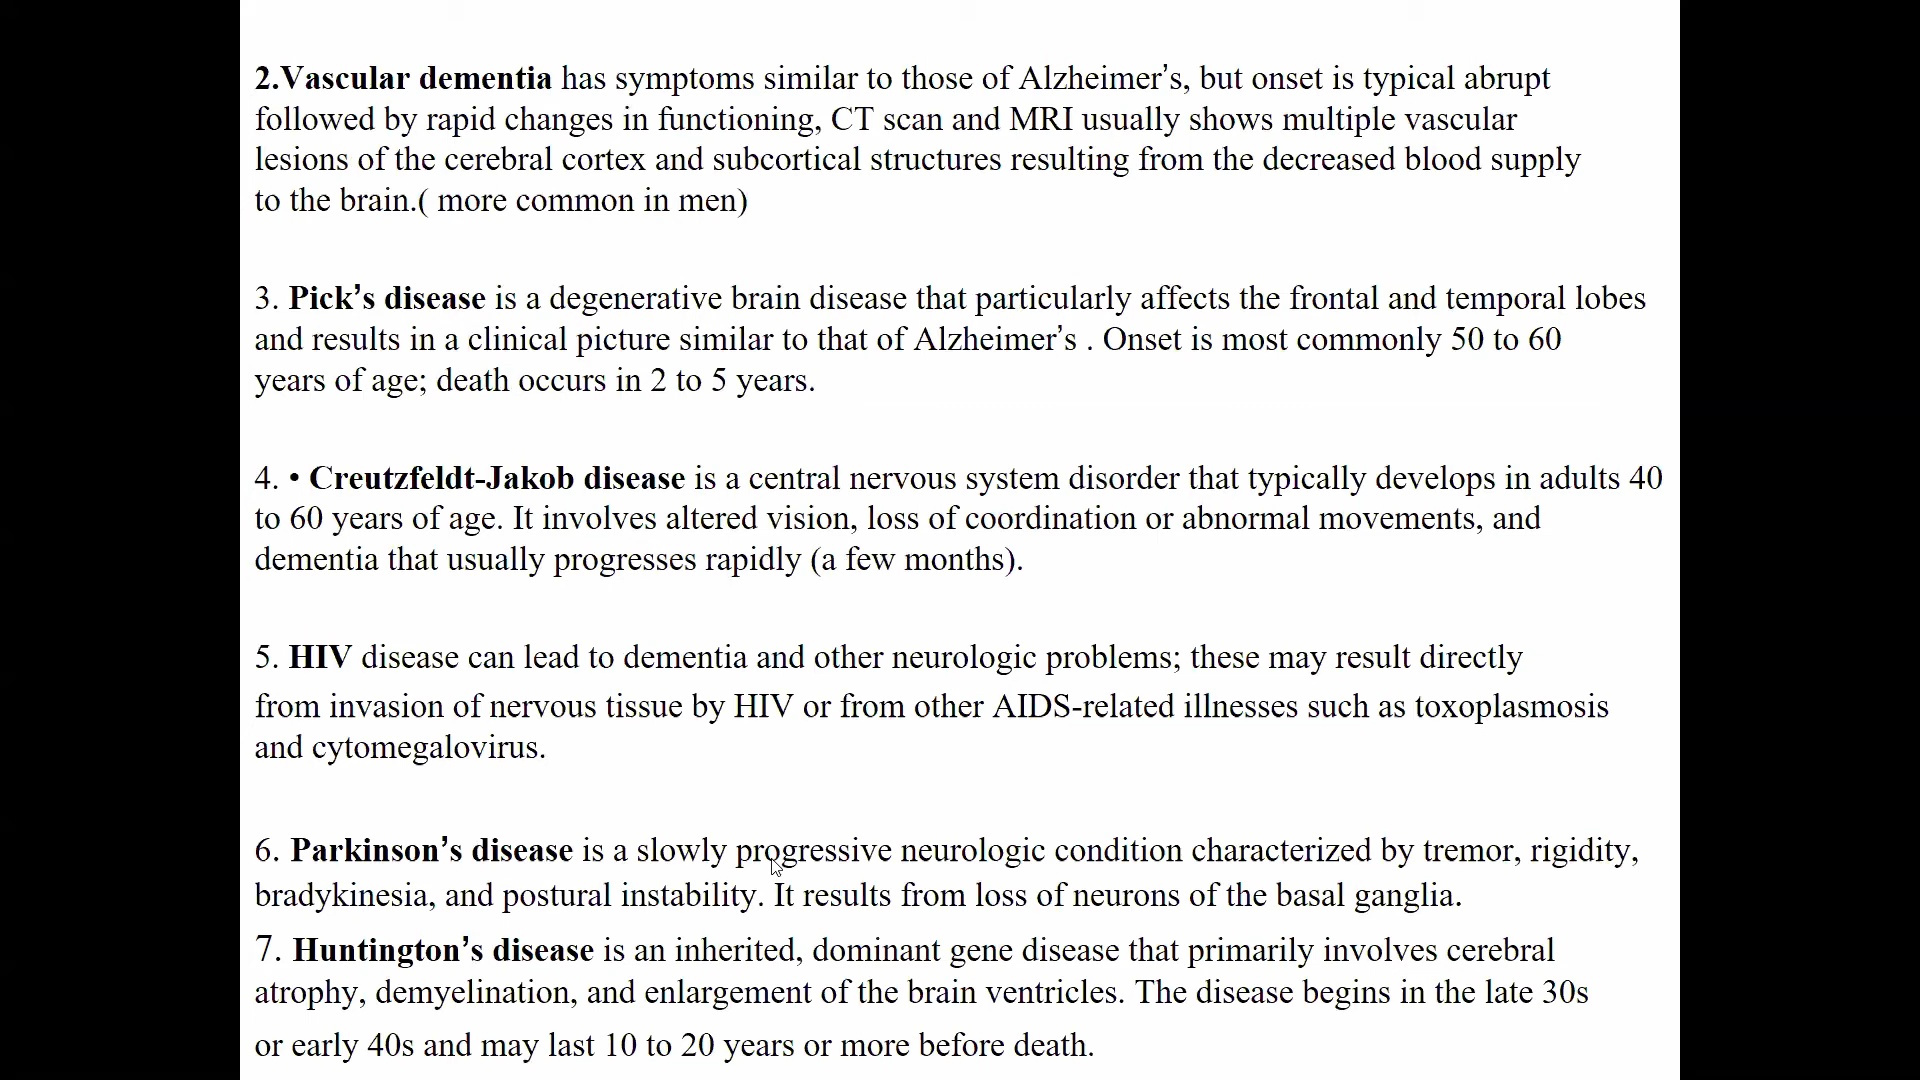 2.Vascular dementia has symptoms similar to those of Alzheimer’s, but onset is typical abrupt
followed by rapid changes in functioning, CT scan and MRI usually shows multiple vascular
lesions of the cerebral cortex and subcortical structures resulting from the decreased blood supply
to the brain.( more common in men)
3. Pick’s disease is a degenerative brain disease that particularly affects the frontal and temporal lobes
and results in a clinical picture similar to that of Alzheimer’s . Onset is most commonly 50 to 60
years of age; death occurs in 2 to 5 years.
4. • Creutzfeldt-Jakob disease is a central nervous system disorder that typically develops in adults 40
to 60 years of age. It involves altered vision, loss of coordination or abnormal movements, and
dementia that usually progresses rapidly (a few months).
5. HIV disease can lead to dementia and other neurologic problems; these may result directly
from invasion of nervous tissue by HIV or from other AIDS-related illnesses such as toxoplasmosis
and cytomegalovirus.
6. Parkinson’s disease is a slowly progressive neurologic condition characterized by tremor, rigidity,
bradykinesia, and postural instability. It results from loss of neurons of the basal ganglia.
7. Huntington’s disease is an inherited, dominant gene disease that primarily involves cerebral
atrophy, demyelination, and enlargement of the brain ventricles. The disease begins in the late 30s
or early 40s and may last 10 to 20 years or more before death.